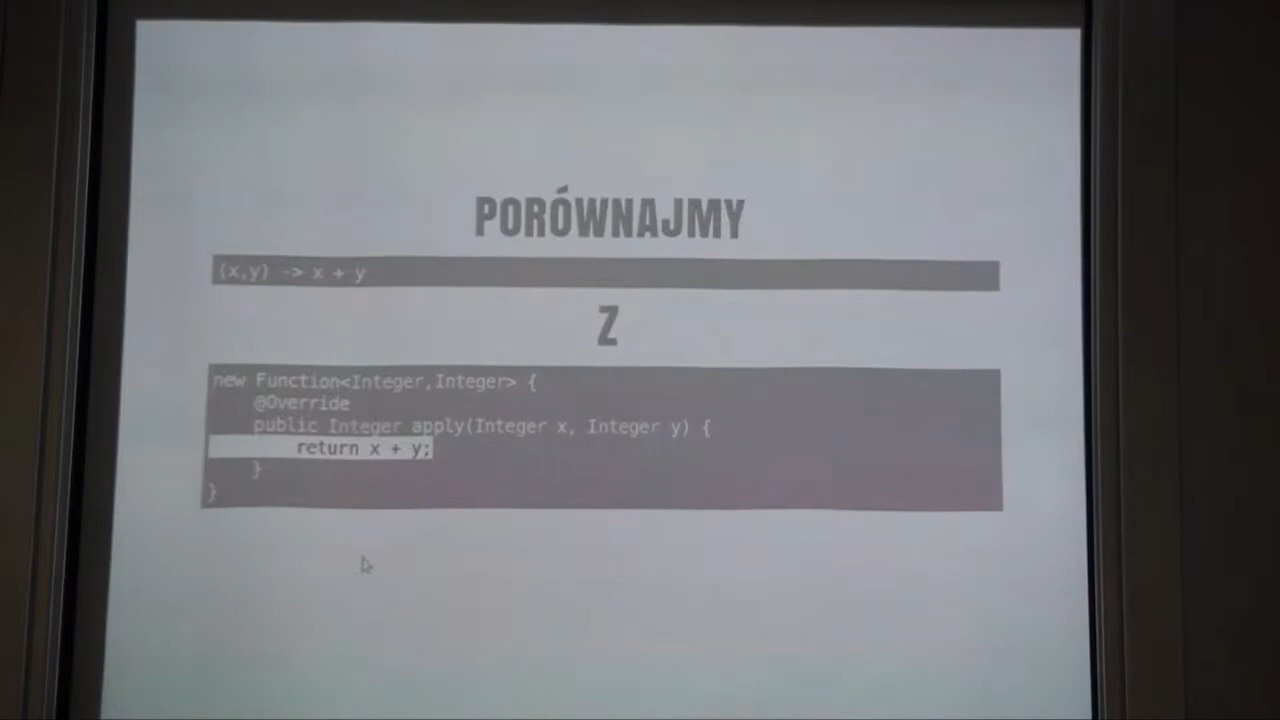 PORÓWNAJMY
(x,y) -> x + y
Z
new Function<Integer,Integer> {
@Override
public Integer apply(Integer x, Integer y) {
return x + y;
}
}